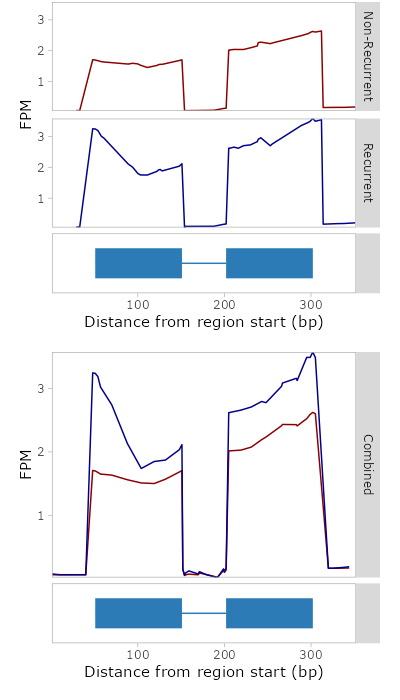 3
2
1
Non-Recurrent
FPM
3
2
1
Recurrent
100
200
300
Distance from region start (bp)
3
2
1
FPM
Combined
100
200
300
Distance from region start (bp)